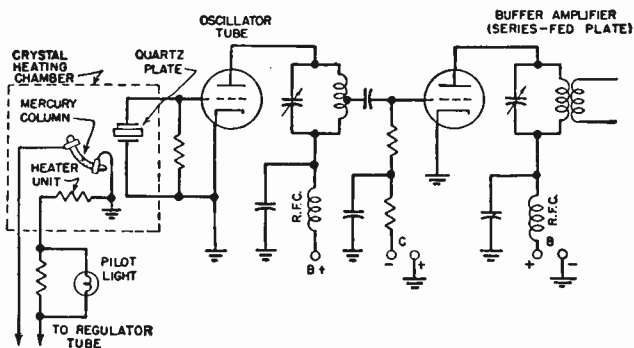 OSCILLATOR
TUBE
BUFFER AMPLIFIER
(SERIES-FED PLATE)
CRYSTAL
HEATING
CHAMBER
QUARTZ
PLATE
MERCURY
COLUMN
HEATER
UNIT
PILOT
LIGHT
TO REGULATOR
TUBE
R.F.C.
B+
C
- +
R.F.C.
B
+ -